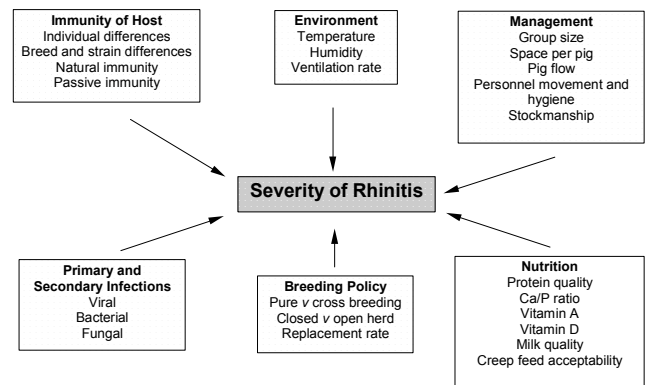 Immunity of Host
Individual differences
Breed and strain differences
Natural immunity
Passive immunity
Environment
Temperature
Humidity
Ventilation rate
Management
Group size
Space per pig
Pig flow
Personnel movement and
hygiene
Stockmanship
Severity of Rhinitis
Primary and
Secondary Infections
Viral
Bacterial
Fungal
Breeding Policy
Pure v cross breeding
Closed v open herd
Replacement rate
Nutrition
Protein quality
Ca/P ratio
Vitamin A
Vitamin D
Milk quality
Creep feed acceptability